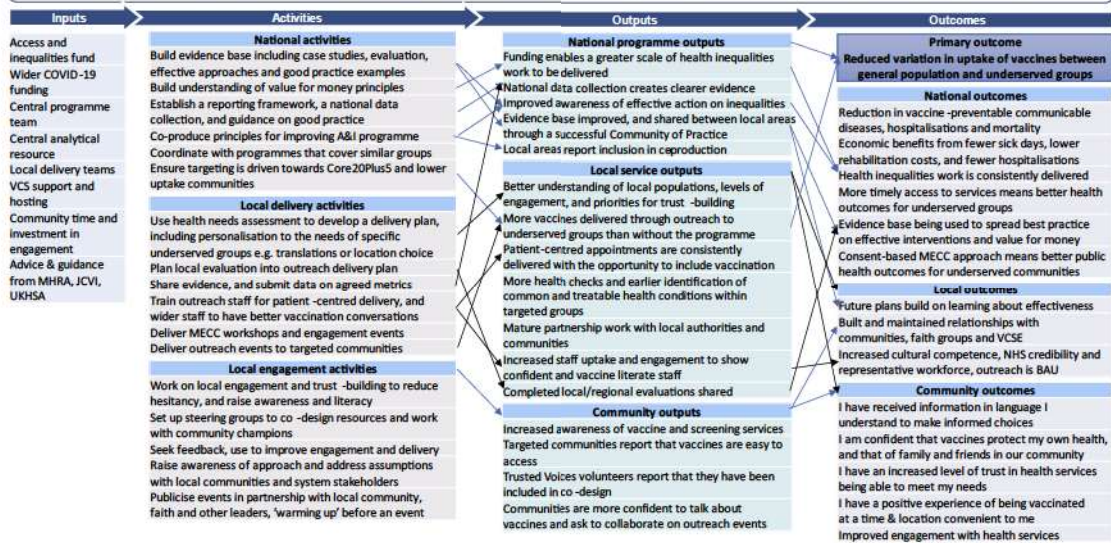 Inputs
Activities
Outputs
Outcomes
Access and
inequalities fund
Wider COVID-19
funding
Central programme
team
Central analytical
resource
Local delivery teams
VCS support and
hosting
Community time and
investment in
engagement
Advice & guidance
from MHRA, JCVI,
UKHSA
National activities
Build evidence base including case studies, evaluation,
effective approaches and good practice examples
Build understanding of value for money principles
Establish a reporting framework, a national data
collection, and guidance on good practice
Co-produce principles for improving A&I programme
Coordinate with programmes that cover similar groups
Ensure targeting is driven towards Core20Plus5 and lower
uptake communities
Local delivery activities
Use health needs assessment to develop a delivery plan,
including personalisation to the needs of specific
underserved groups e.g. translations or location choice
Plan local evaluation into outreach delivery plan
Share evidence, and submit data on agreed metrics
Train outreach staff for patient -centred delivery, and
wider staff to have better vaccination conversations
Deliver MECC workshops and engagement events
Deliver outreach events to targeted communities
Local engagement activities
Work on local engagement and trust -building to reduce
hesitancy, and raise awareness and literacy
Set up steering groups to co -design resources and work
with community champions
Seek feedback, use to improve engagement and delivery
Raise awareness of approach and address assumptions
with local communities and system stakeholders
Publicise events in partnership with local community,
faith and other leaders, 'warming up' before an event
National programme outputs
Funding enables a greater scale of health inequalities
work to be delivered
National data collection creates clearer evidence
Improved awareness of effective action on inequalities
Evidence base improved, and shared between local areas
through a successful Community of Practice
Local areas report inclusion in coproduction
Local service outputs
Better understanding of local populations, levels of
engagement, and priorities for trust -building
More vaccines delivered through outreach to
underserved groups than without the programme
Patient-centred appointments are consistently
delivered with the opportunity to include vaccination
More health checks and earlier identification of
common and treatable health conditions within
targeted groups
Mature partnership work with local authorities and
communities
Increased staff uptake and engagement to show
confident and vaccine literate staff
Completed local/regional evaluations shared
Community outputs
Increased awareness of vaccine and screening services
Targeted communities report that vaccines are easy to
access
Trusted Voices volunteers report that they have been
included in co -design
Communities are more confident to talk about
vaccines and ask to collaborate on outreach events
Primary outcome
Reduced variation in uptake of vaccines between
general population and underserved groups
National outcomes
Reduction in vaccine -preventable communicable
diseases, hospitalisations and mortality
Economic benefits from fewer sick days, lower
rehabilitation costs, and fewer hospitalisations
Health inequalities work is consistently delivered
More timely access to services means better health
outcomes for underserved groups
Evidence base being used to spread best practice
on effective interventions and value for money
Consent-based MECC approach means better public
health outcomes for underserved communities
Local outcomes
Future plans build on learning about effectiveness
Built and maintained relationships with
communities, faith groups and VCSE
Increased cultural competence, NHS credibility and
representative workforce, outreach is BAU
Community outcomes
I have received information in language I
understand to make informed choices
I am confident that vaccines protect my own health,
and that of family and friends in our community
I have an increased level of trust in health services
being able to meet my needs
I have a positive experience of being vaccinated
at a time & location convenient to me
Improved engagement with health services